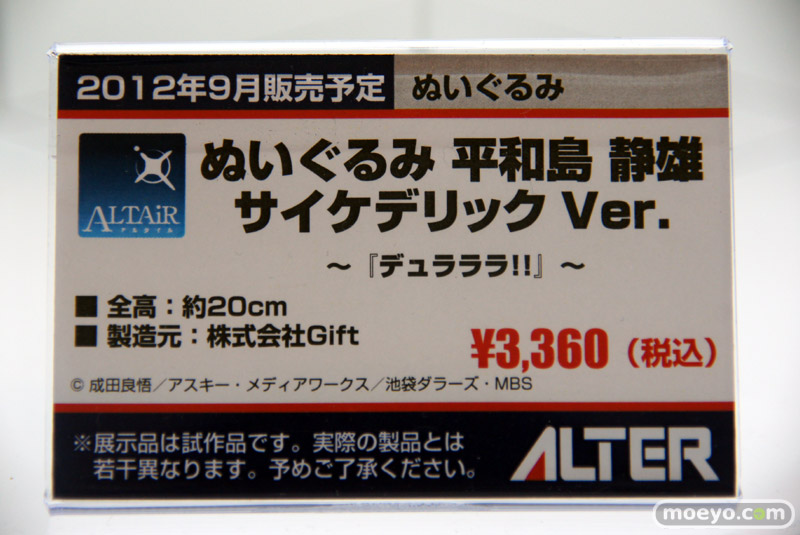 2012年9月販売予定 ぬいぐるみ
ALTAiR
アルタイル
ぬいぐるみ 平和島 静雄
サイケデリック Ver.
～『デュラララ!!』～
■ 全高：約20cm
■ 製造元：株式会社Gift
¥3,360（税込）
© 成田良悟／アスキー・メディアワークス／池袋ダラーズ・MBS
※展示品は試作品です。実際の製品とは
若干異なります。予めご了承ください。
ALTER
moeyo.com